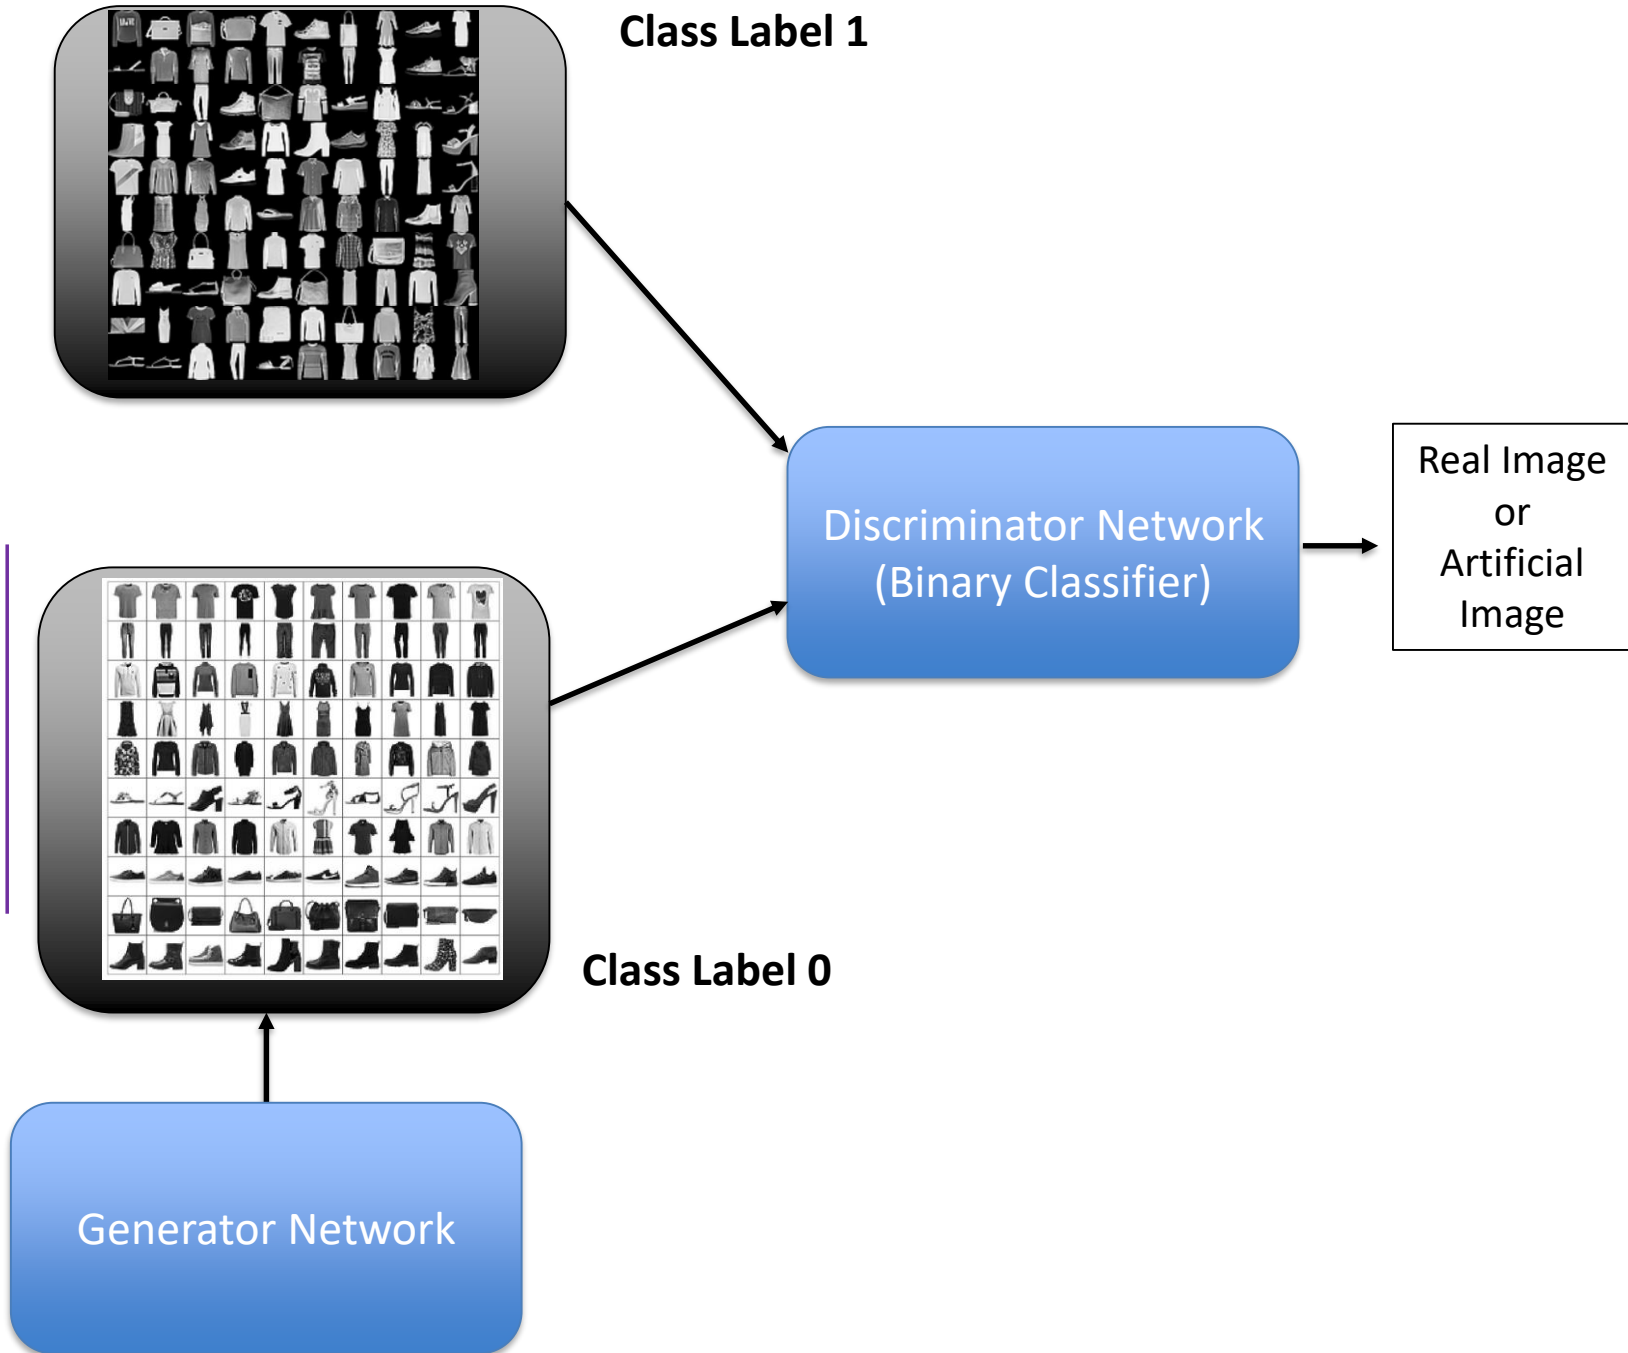 Class Label 1
Discriminator Network
(Binary Classifier)
Real Image
or
Artificial
Image
Class Label 0
Generator Network